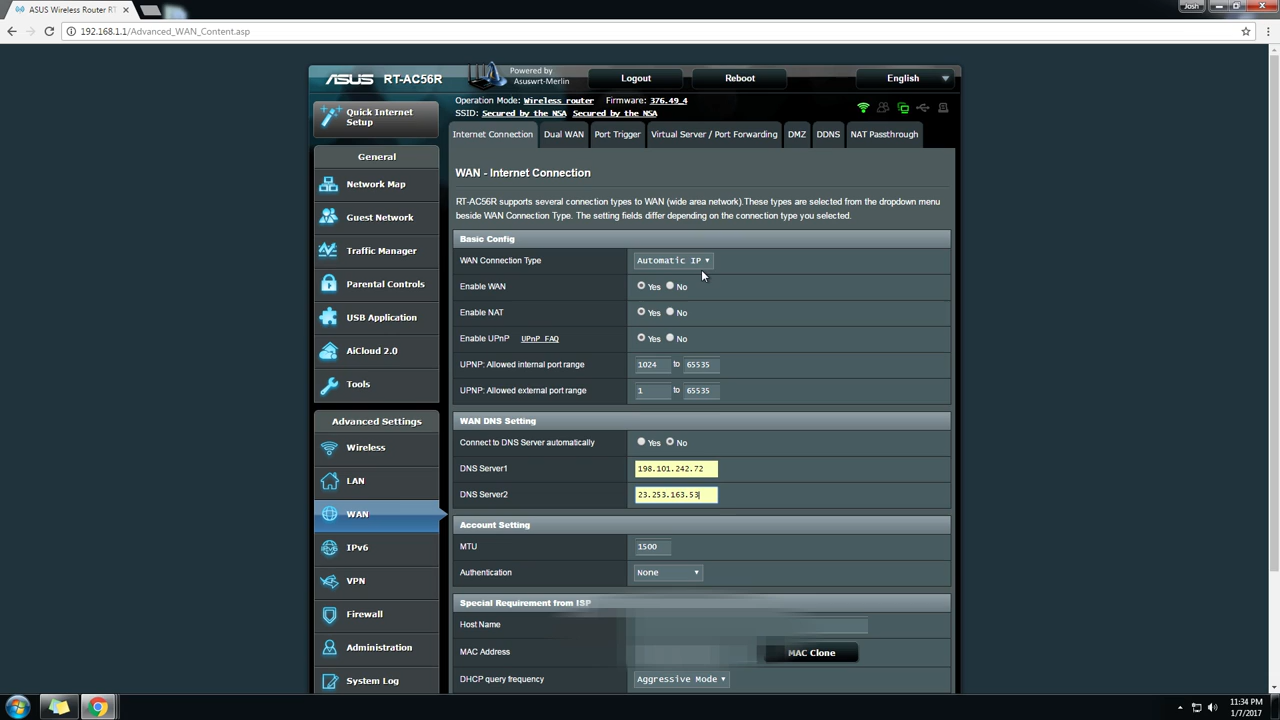 ASUS Wireless Router RT-A
Josh
192.168.1.1/Advanced_WAN_Content.asp
ASUS RT-AC56R Powered by Asuswrt-Merlin Logout Reboot English
Quick Internet Setup
Operation Mode: Wireless router Firmware: 376.49_4
SSID: Secured by the NSA Secured by the NSA
Internet Connection Dual WAN Port Trigger Virtual Server / Port Forwarding DMZ DDNS NAT Passthrough
General
Network Map
Guest Network
Traffic Manager
Parental Controls
USB Application
AiCloud 2.0
Tools
Advanced Settings
Wireless
LAN
WAN
IPv6
VPN
Firewall
Administration
System Log
WAN - Internet Connection
RT-AC56R supports several connection types to WAN (wide area network).These types are selected from the dropdown menu
beside WAN Connection Type. The setting fields differ depending on the connection type you selected.
Basic Config
WAN Connection Type Automatic IP
Enable WAN Yes No
Enable NAT Yes No
Enable UPnP UPnP FAQ Yes No
UPNP: Allowed internal port range 1024 to 65535
UPNP: Allowed external port range 1 to 65535
WAN DNS Setting
Connect to DNS Server automatically Yes No
DNS Server1 198.101.242.72
DNS Server2 23.253.163.53
Account Setting
MTU 1500
Authentication None
Special Requirement from ISP
Host Name
MAC Address MAC Clone
DHCP query frequency Aggressive Mode
11:34 PM
1/7/2017